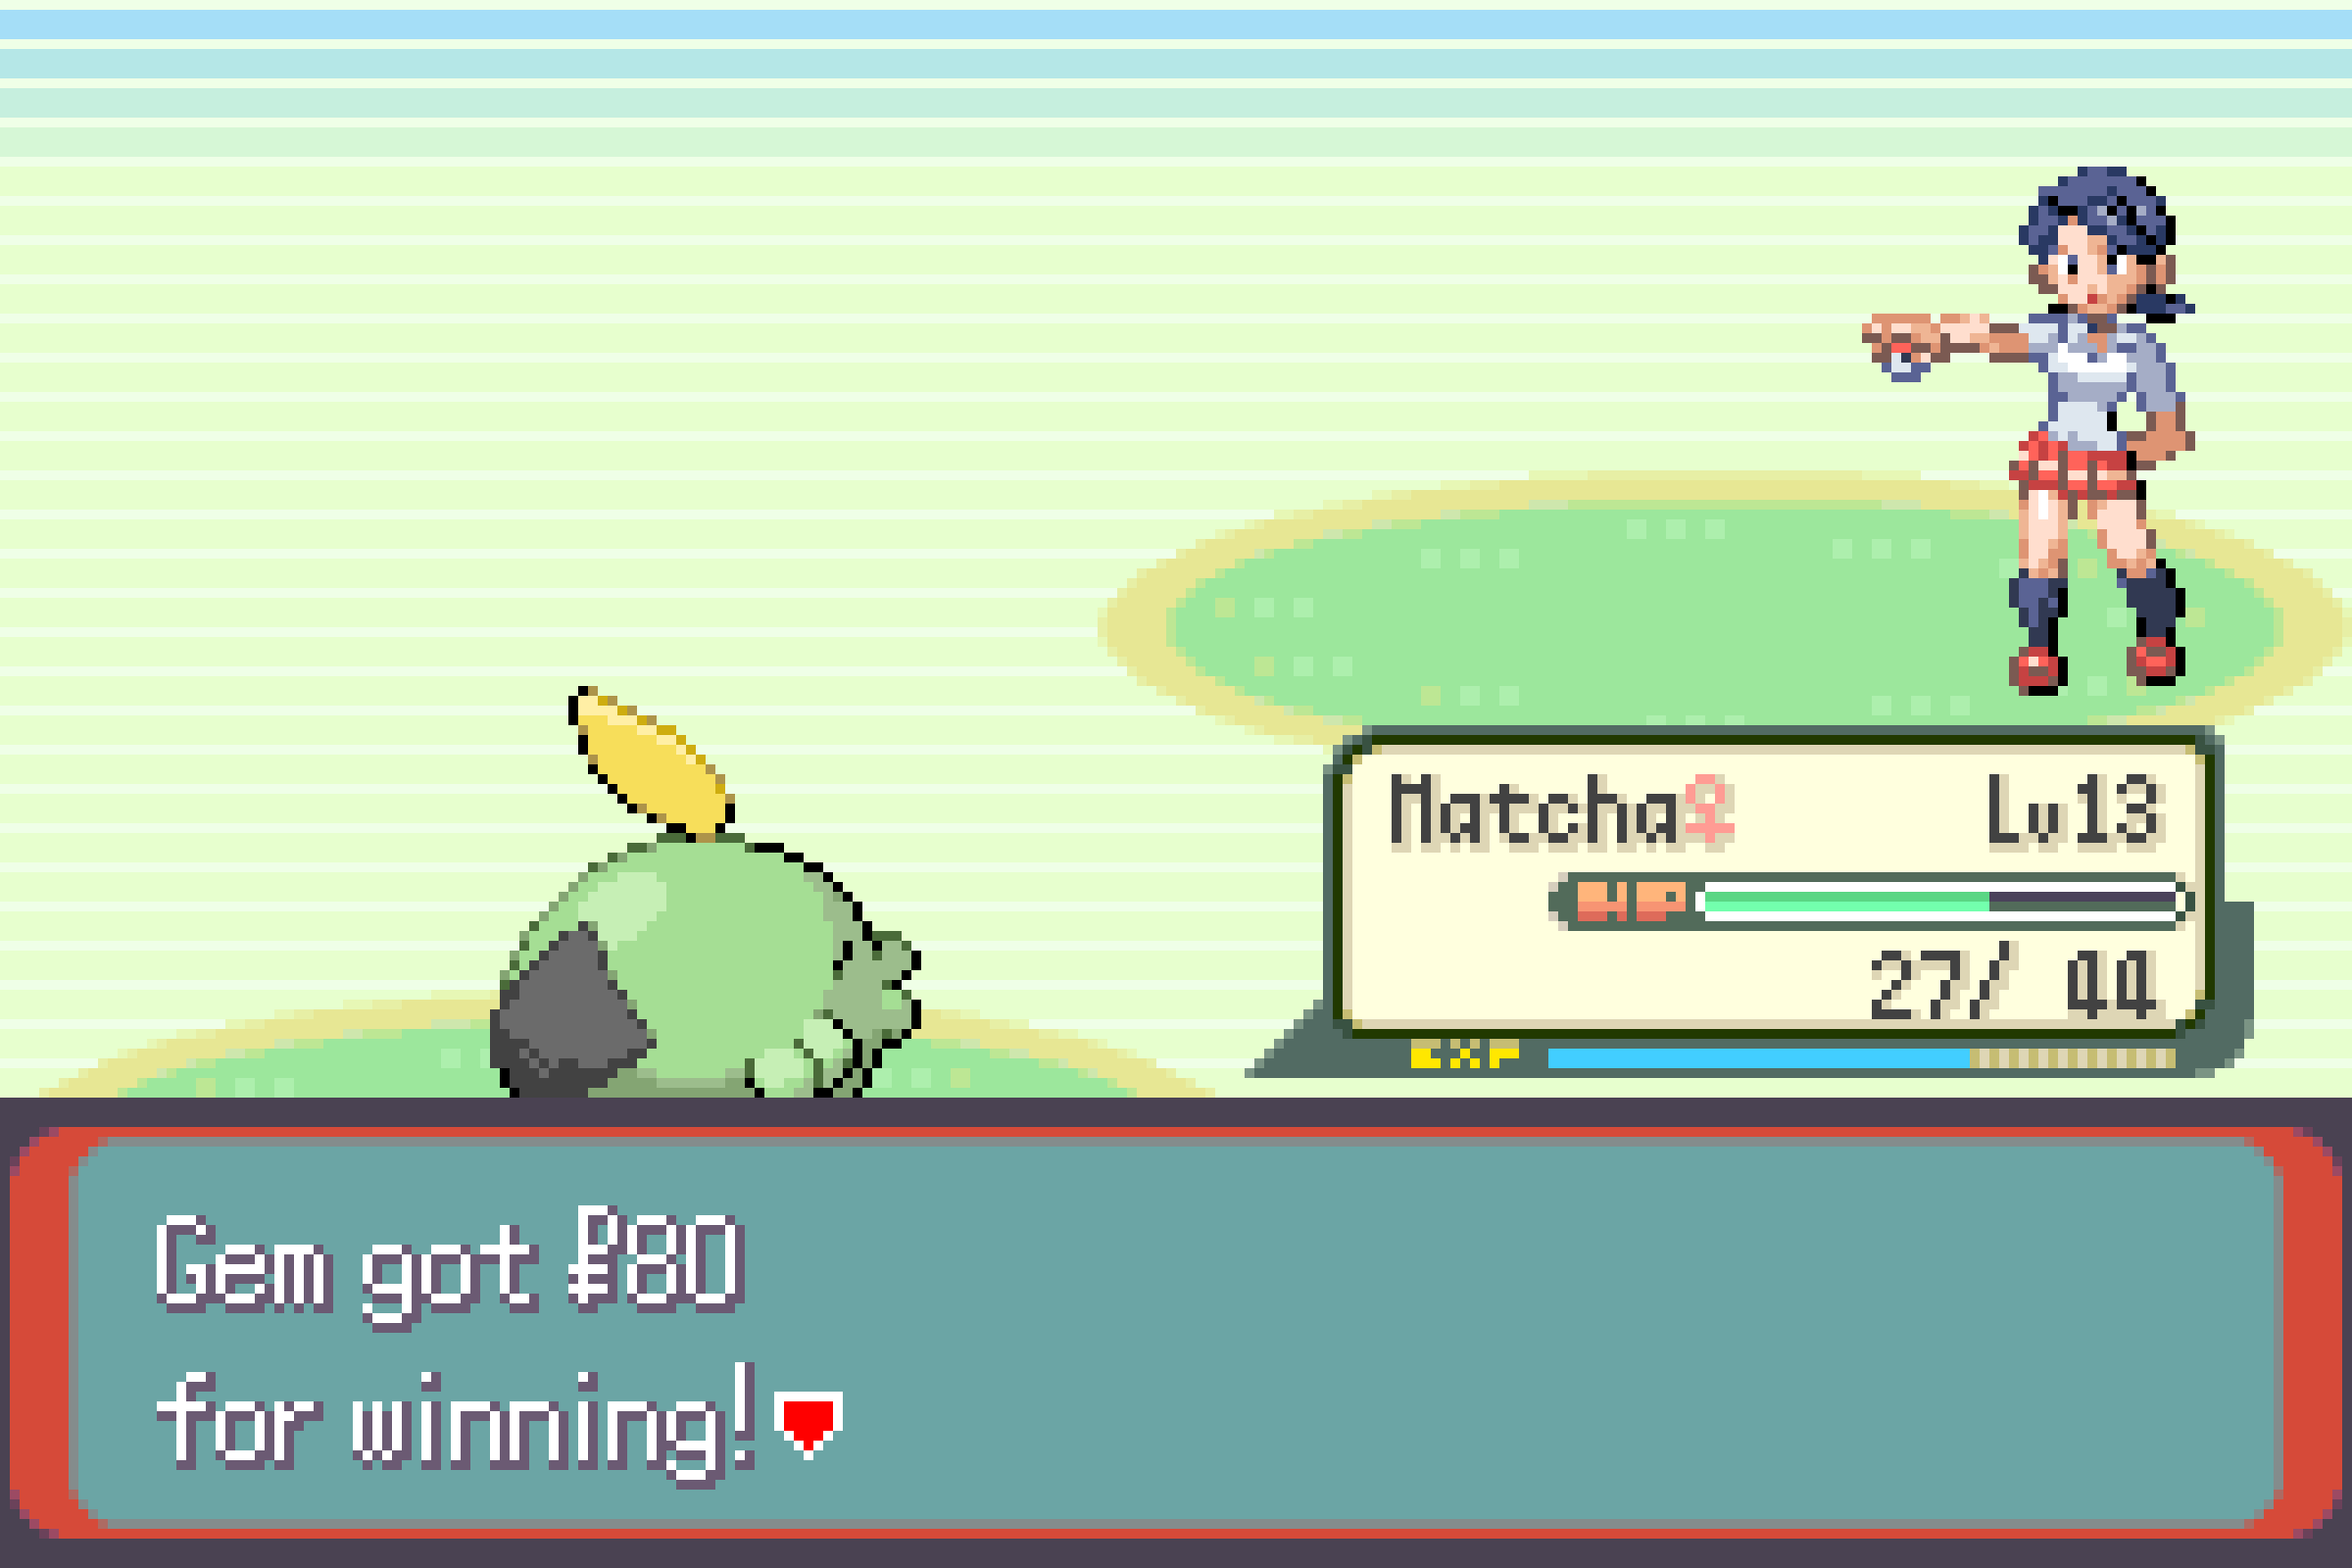 Matcha♀ Lv13
HP
27/ 44
EXP
Gem got ₽80
for winning!